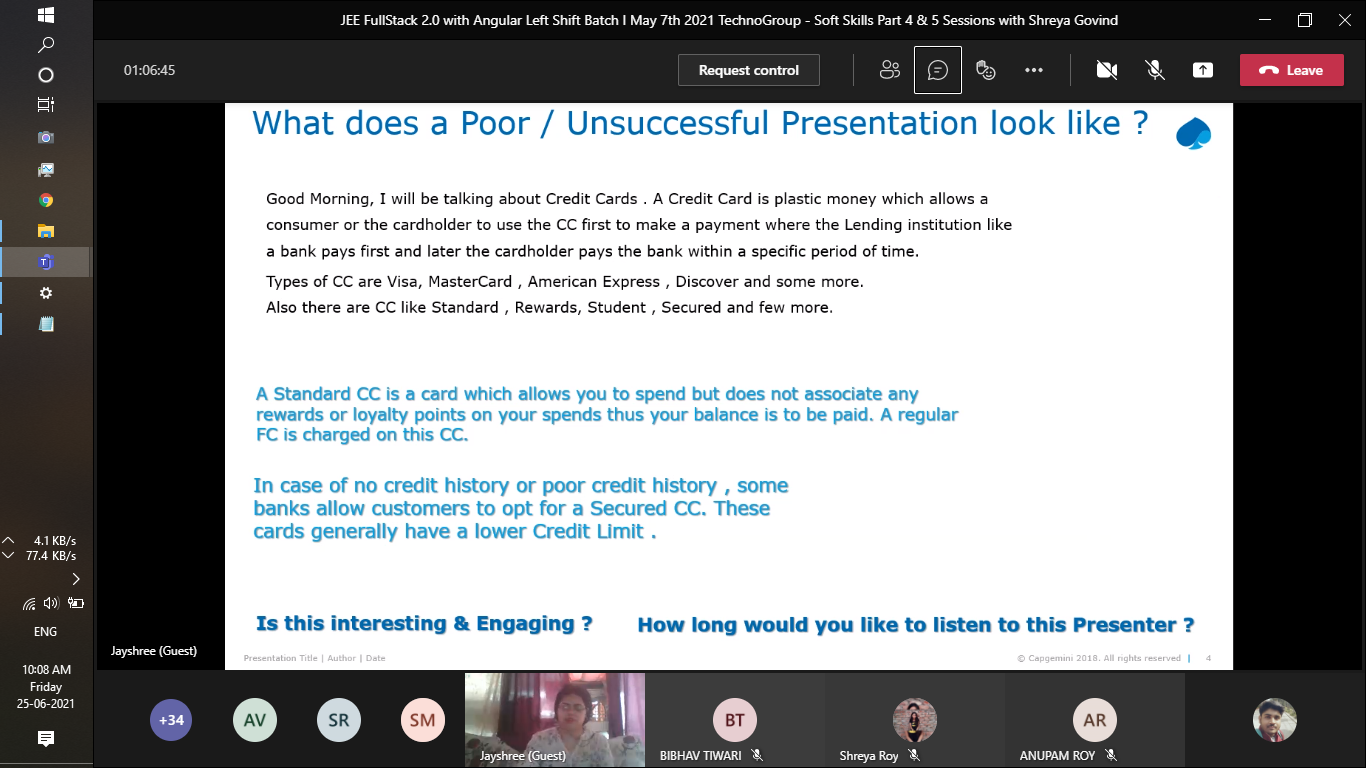 JEE FullStack 2.0 with Angular Left Shift Batch I May 7th 2021 TechnoGroup - Soft Skills Part 4 & 5 Sessions with Shreya Govind
01:06:45
Request control
Leave
What does a Poor / Unsuccessful Presentation look like ?
Good Morning, I will be talking about Credit Cards . A Credit Card is plastic money which allows a
consumer or the cardholder to use the CC first to make a payment where the Lending institution like
a bank pays first and later the cardholder pays the bank within a specific period of time.
Types of CC are Visa, MasterCard , American Express , Discover and some more.
Also there are CC like Standard , Rewards, Student , Secured and few more.
A Standard CC is a card which allows you to spend but does not associate any
rewards or loyalty points on your spends thus your balance is to be paid. A regular
FC is charged on this CC.
In case of no credit history or poor credit history , some
banks allow customers to opt for a Secured CC. These
cards generally have a lower Credit Limit .
Is this interesting & Engaging ?
How long would you like to listen to this Presenter ?
Jayshree (Guest)
Presentation Title | Author | Date
© Capgemini 2018. All rights reserved | 4
+34
AV
SR
SM
Jayshree (Guest)
BT
BIBHAV TIWARI
Shreya Roy
AR
ANUPAM ROY
4.1 KB/s
77.4 KB/s
ENG
10:08 AM
Friday
25-06-2021